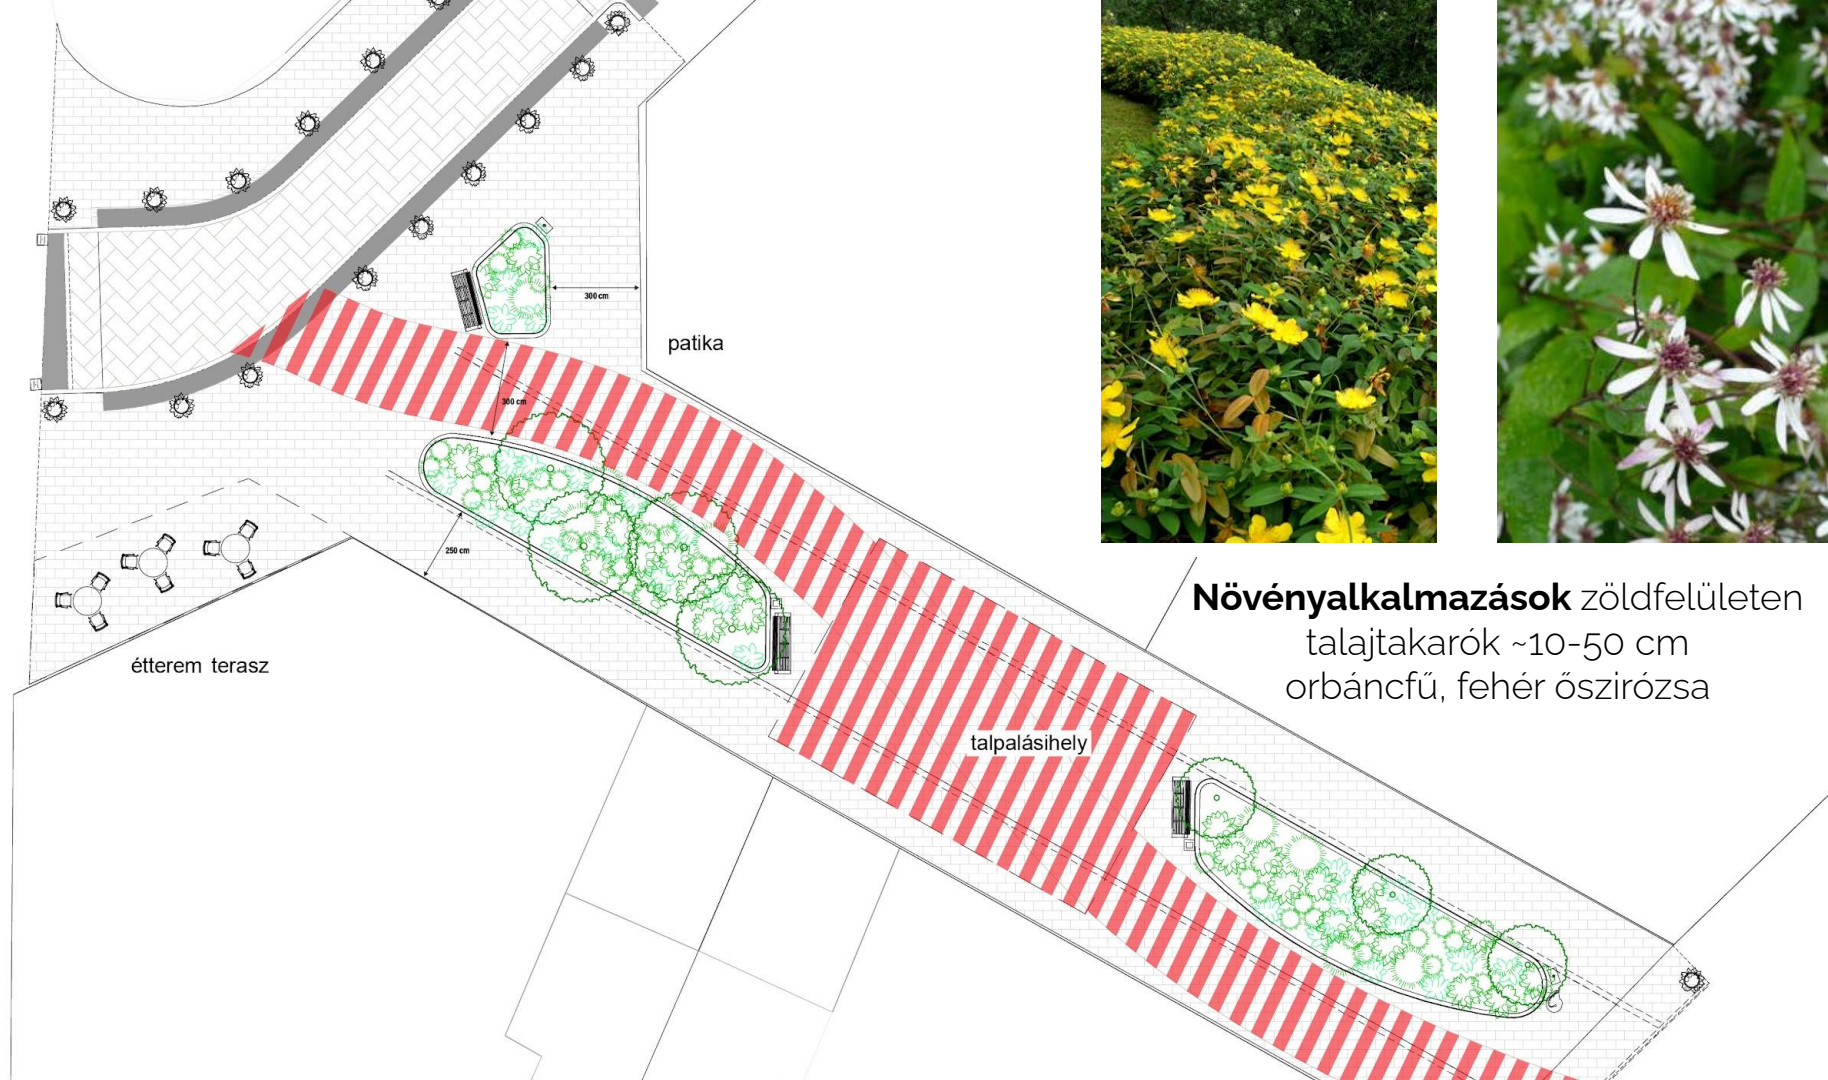 300 cm
patika
300 cm
250 cm
étterem terasz
talpalásihely
Növényalkalmazások zöldfelületen
talajtakarók ~10-50 cm
orbáncfű, fehér őszirózsa